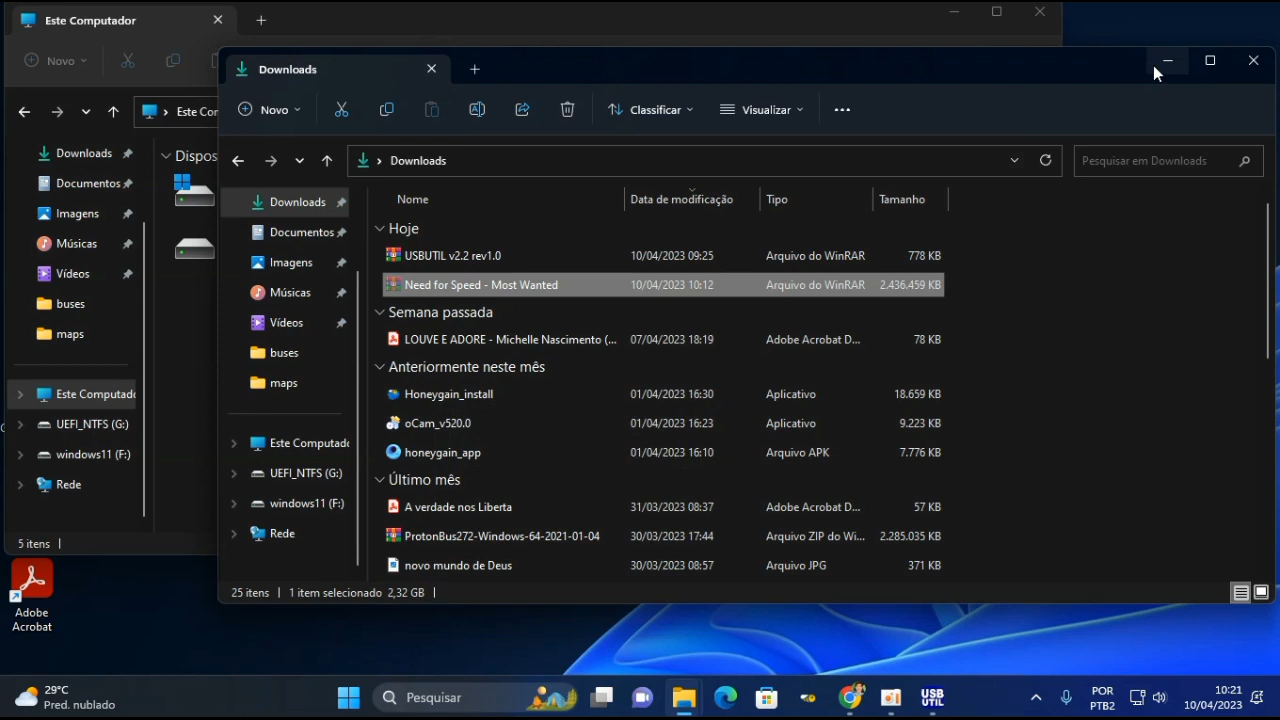 Este Computador
Novo
Este Cor
Downloads
Documentos
Imagens
Músicas
Vídeos
buses
maps
Este Computado
UEFI_NTFS (G:)
windows11 (F:)
Rede
Dispos
5 itens
Downloads
Novo
Classificar
Visualizar
Downloads
Pesquisar em Downloads
Downloads
Documentos
Imagens
Músicas
Vídeos
buses
maps
Este Computado
UEFI_NTFS (G:)
windows11 (F:)
Rede
Nome Data de modificação Tipo Tamanho
Hoje
USBUTIL v2.2 rev1.0 10/04/2023 09:25 Arquivo do WinRAR 778 KB
Need for Speed - Most Wanted 10/04/2023 10:12 Arquivo do WinRAR 2.436.459 KB
Semana passada
LOUVE E ADORE - Michelle Nascimento (... 07/04/2023 18:19 Adobe Acrobat D... 78 KB
Anteriormente neste mês
Honeygain_install 01/04/2023 16:30 Aplicativo 18.659 KB
oCam_v520.0 01/04/2023 16:23 Aplicativo 9.223 KB
honeygain_app 01/04/2023 16:10 Arquivo APK 7.776 KB
Último mês
A verdade nos Liberta 31/03/2023 08:37 Adobe Acrobat D... 57 KB
ProtonBus272-Windows-64-2021-01-04 30/03/2023 17:44 Arquivo ZIP do Wi... 2.285.035 KB
novo mundo de Deus 30/03/2023 08:57 Arquivo JPG 371 KB
25 itens 1 item selecionado 2,32 GB
Adobe
Acrobat
29°C
Pred. nublado
Pesquisar
USB
UTIL
POR
PTB2
10:21
10/04/2023